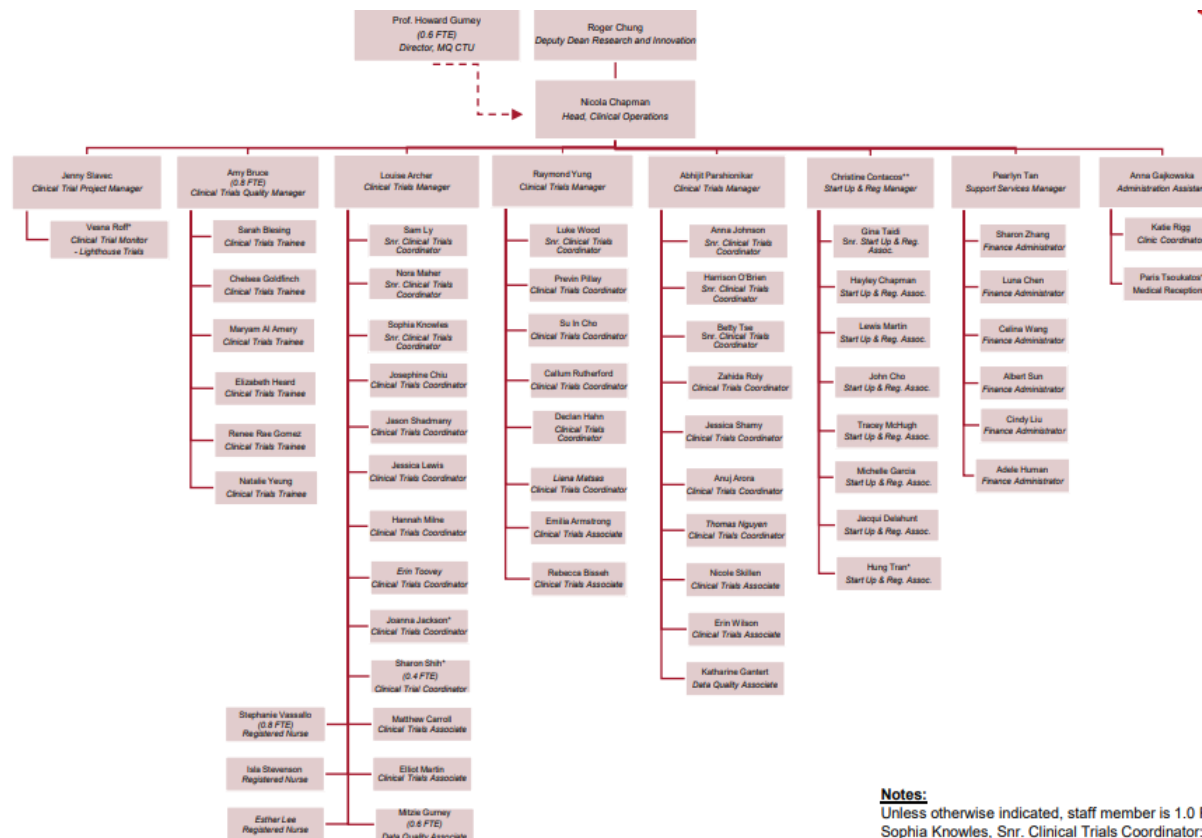 Prof. Howard Gurney
(0.6 FTE)
Director, MQ CTU
Roger Chung
Deputy Dean Research and Innovation
Nicola Chapman
Head, Clinical Operations
Jenny Slavec
Clinical Trial Project Manager
Vesna Roff*
Clinical Trial Monitor
- Lighthouse Trials
Amy Bruce
(0.8 FTE)
Clinical Trials Quality Manager
Sarah Blesing
Clinical Trials Trainee
Chelsea Goldfinch
Clinical Trials Trainee
Maryam Al Amery
Clinical Trials Trainee
Elizabeth Heard
Clinical Trials Trainee
Renee Rae Gomez
Clinical Trials Trainee
Natalie Yeung
Clinical Trials Trainee
Louise Archer
Clinical Trials Manager
Sam Ly
Snr. Clinical Trials
Coordinator
Nora Maher
Snr. Clinical Trials
Coordinator
Sophia Knowles
Snr. Clinical Trials
Coordinator
Josephine Chiu
Clinical Trials Coordinator
Jason Shadmany
Clinical Trials Coordinator
Jessica Lewis
Clinical Trials Coordinator
Hannah Milne
Clinical Trials Coordinator
Erin Toovey
Clinical Trials Coordinator
Joanna Jackson*
Clinical Trials Coordinator
Sharon Shih*
(0.4 FTE)
Clinical Trial Coordinator
Stephanie Vassallo
(0.8 FTE)
Registered Nurse
Matthew Carroll
Clinical Trials Associate
Isla Stevenson
Registered Nurse
Elliot Martin
Clinical Trials Associate
Esther Lee
Registered Nurse
Mitzie Gurney
(0.6 FTE)
Data Quality Associate
Raymond Yung
Clinical Trials Manager
Luke Wood
Snr. Clinical Trials
Coordinator
Previn Pillay
Clinical Trials Coordinator
Su In Cho
Clinical Trials Coordinator
Callum Rutherford
Clinical Trials Coordinator
Declan Hahn
Clinical Trials
Coordinator
Liana Matsas
Clinical Trials Coordinator
Emilia Armstrong
Clinical Trials Associate
Rebecca Bisseh
Clinical Trials Associate
Abhijit Parshionikar
Clinical Trials Manager
Anna Johnson
Snr. Clinical Trials
Coordinator
Harrison O'Brien
Snr. Clinical Trials
Coordinator
Betty Tse
Snr. Clinical Trials
Coordinator
Zahida Roly
Clinical Trials Coordinator
Jessica Shamy
Clinical Trials Coordinator
Anuj Arora
Clinical Trials Coordinator
Thomas Nguyen
Clinical Trials Coordinator
Nicole Skillen
Clinical Trials Associate
Erin Wilson
Clinical Trials Associate
Katharine Gantert
Data Quality Associate
Christine Contacos**
Start Up & Reg Manager
Gina Taidi
Snr. Start Up & Reg.
Assoc.
Hayley Chapman
Start Up & Reg. Assoc.
Lewis Martin
Start Up & Reg. Assoc.
John Cho
Start Up & Reg. Assoc.
Tracey McHugh
Start Up & Reg. Assoc.
Michelle Garcia
Start Up & Reg. Assoc.
Jacqui Delahunt
Start Up & Reg. Assoc.
Hung Tran*
Start Up & Reg. Assoc.
Pearlyn Tan
Support Services Manager
Sharon Zhang
Finance Administrator
Luna Chen
Finance Administrator
Celina Wang
Finance Administrator
Albert Sun
Finance Administrator
Cindy Liu
Finance Administrator
Adele Human
Finance Administrator
Anna Gajkowska
Administration Assistan
Katie Rigg
Clinic Coordinato
Paris Tsoukatos*
Medical Reception
Notes:
Unless otherwise indicated, staff member is 1.0
Sophia Knowles, Snr. Clinical Trials Coordinator: